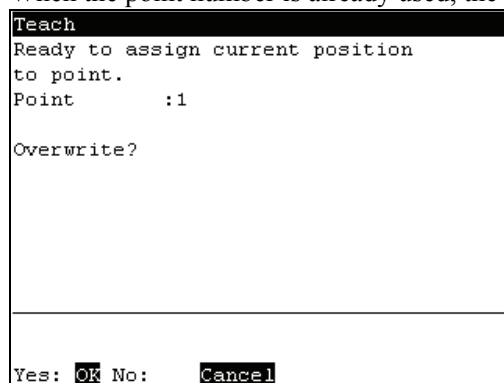 When the point number is already used, the
Teach
Ready to assign current position
to point.
Point :1
Overwrite?
Yes: OK No: Cancel